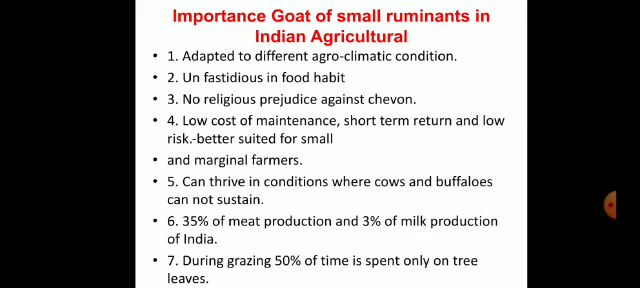 Importance Goat of small ruminants in
Indian Agricultural
• 1. Adapted to different agro-climatic condition.
• 2. Un fastidious in food habit
• 3. No religious prejudice against chevon.
• 4. Low cost of maintenance, short term return and low
risk.-better suited for small
• and marginal farmers.
• 5. Can thrive in conditions where cows and buffaloes
can not sustain.
• 6. 35% of meat production and 3% of milk production
of India.
• 7. During grazing 50% of time is spent only on tree
leaves.